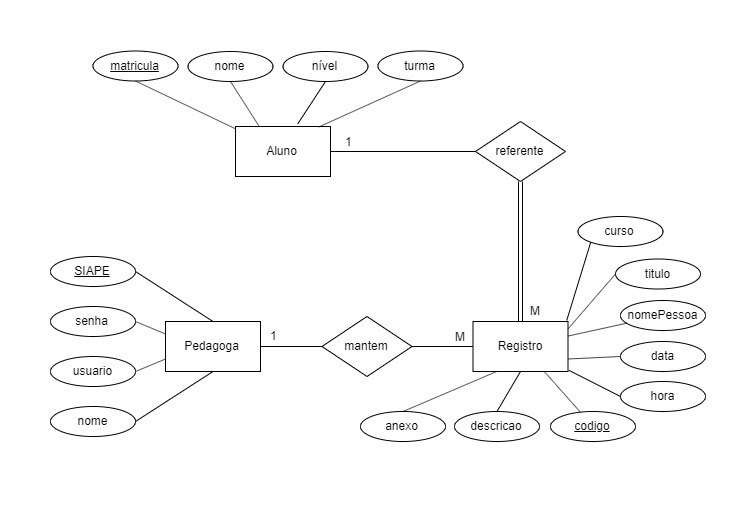 matricula
nome
nível
turma
Aluno
1
referente
curso
SIAPE
titulo
senha
M
nomePessoa
Pedagoga
1
mantem
M
Registro
data
usuario
hora
nome
anexo
descricao
codigo